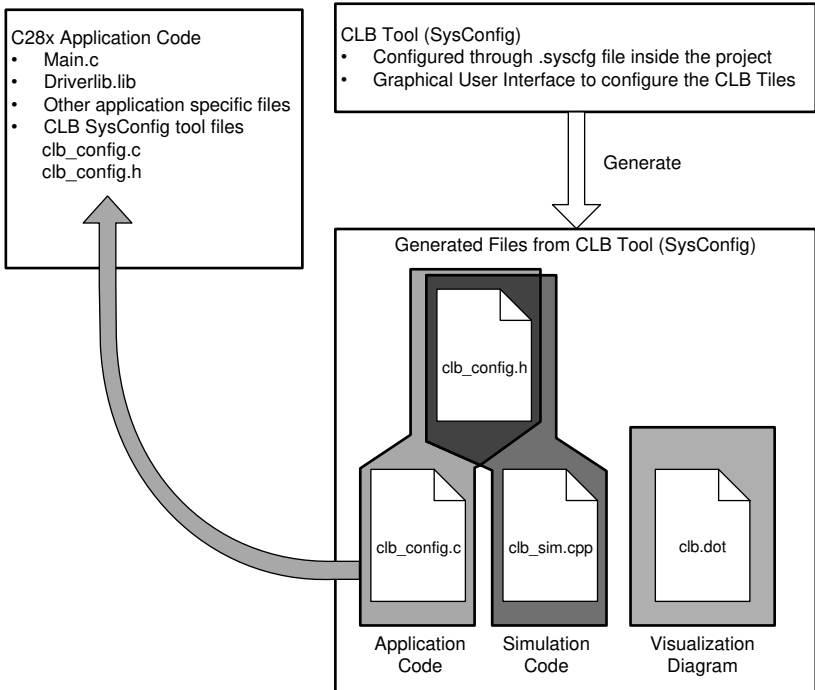 C28x Application Code
• Main.c
• Driverlib.lib
• Other application specific files
• CLB SysConfig tool files
clb_config.c
clb_config.h
CLB Tool (SysConfig)
• Configured through .syscfg file inside the project
• Graphical User Interface to configure the CLB Tiles
Generate
Generated Files from CLB Tool (SysConfig)
clb_config.h
clb_config.c
clb_sim.cpp
clb.dot
Application
Code
Simulation
Code
Visualization
Diagram